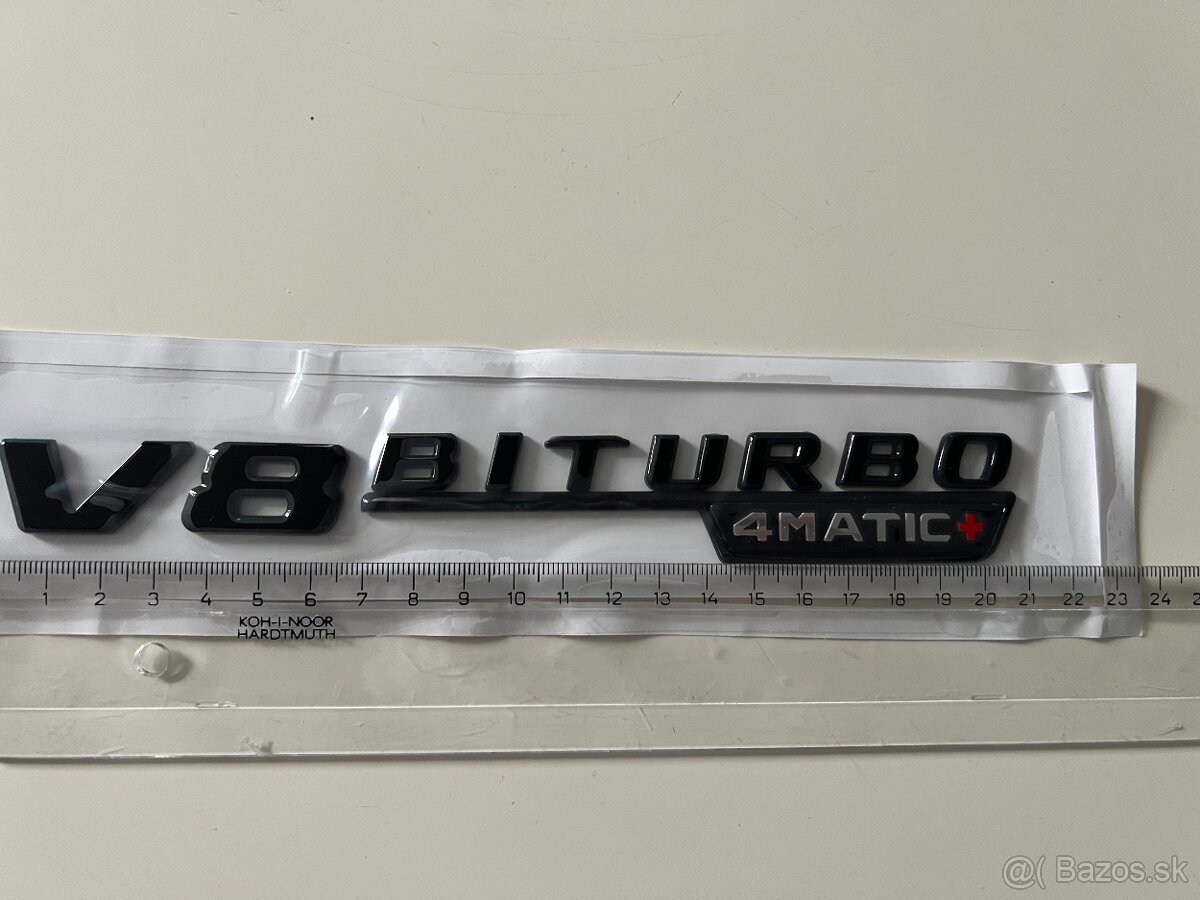 V8 BITURBO
4MATIC+
1 2 3 4 5 6 7 8 9 10 11 12 13 14 15 16 17 18 19 20 21 22 23 24
KOH-I-NOOR
HARDTMUTH
@( Bazos.sk